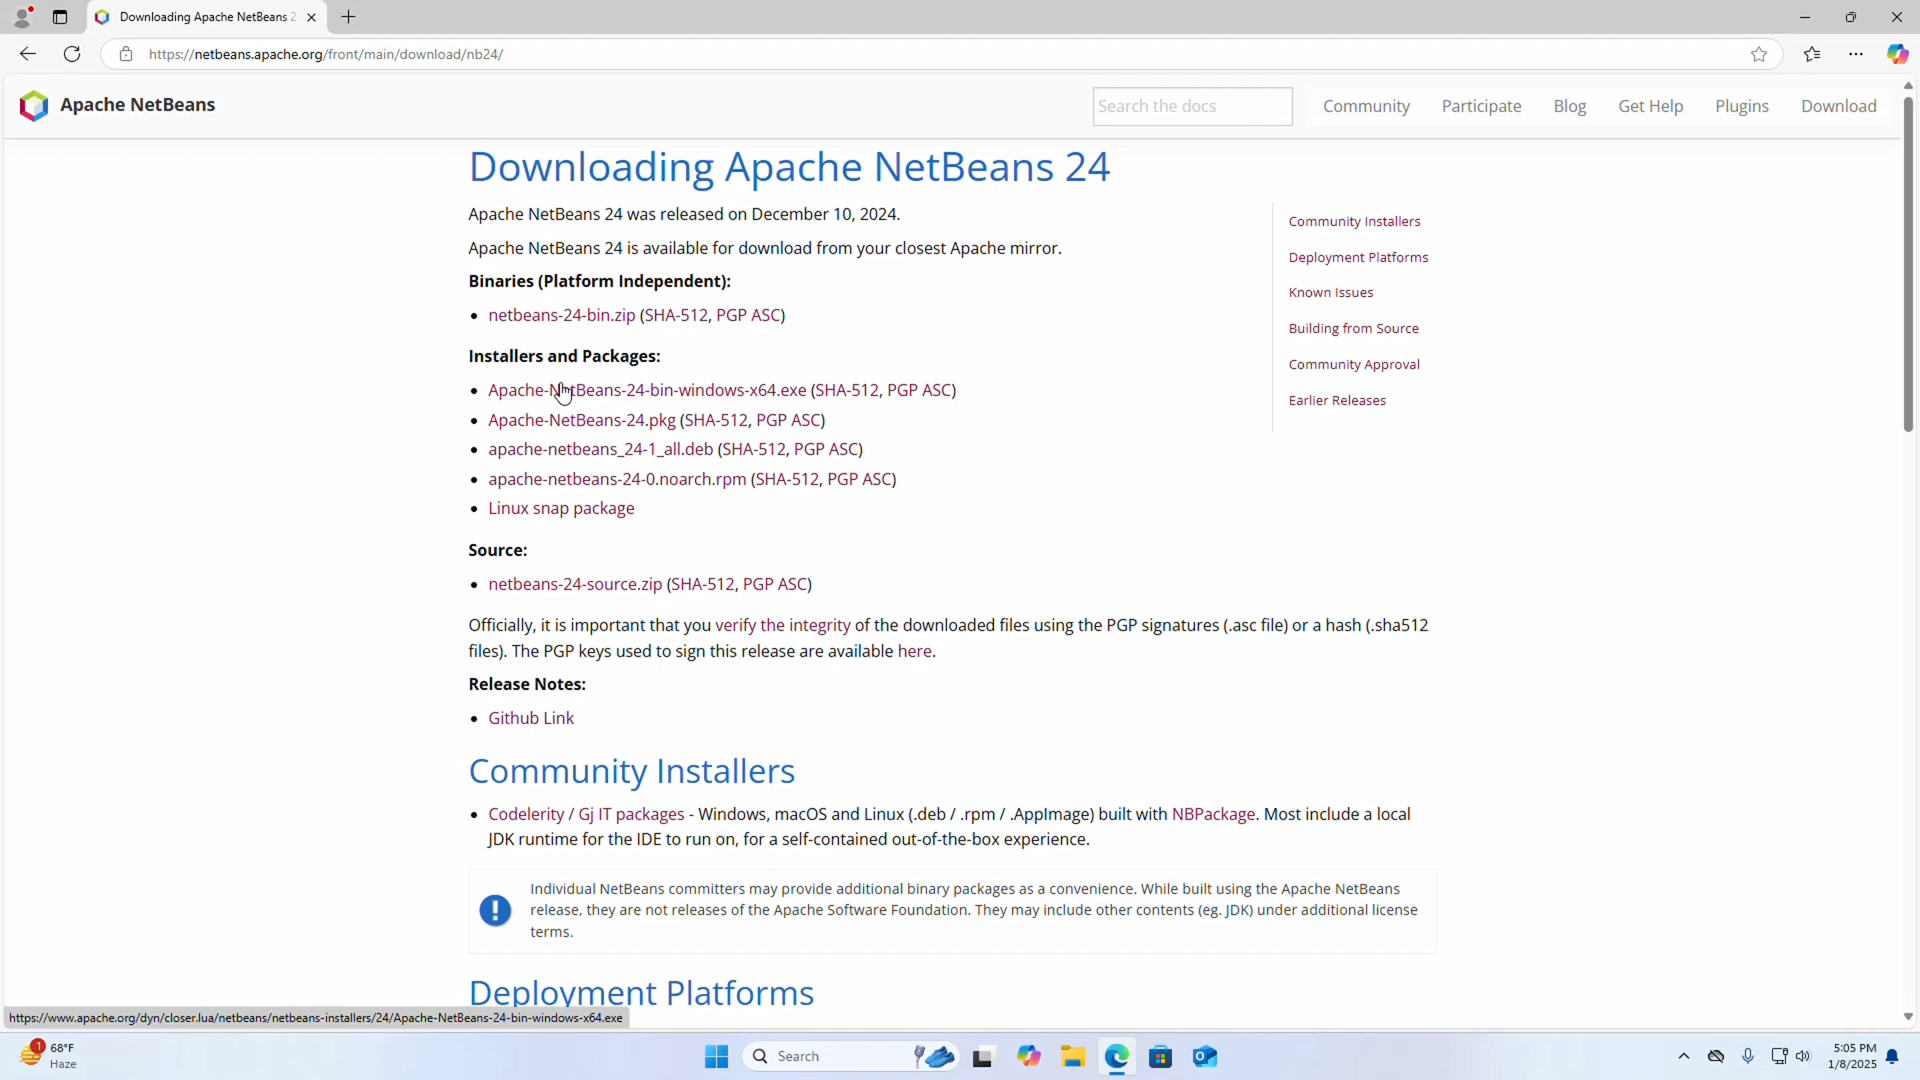 Downloading Apache NetBeans 2
https://netbeans.apache.org/front/main/download/nb24/
Apache NetBeans
Search the docs
Community
Participate
Blog
Get Help
Plugins
Download
Downloading Apache NetBeans 24
Apache NetBeans 24 was released on December 10, 2024.
Apache NetBeans 24 is available for download from your closest Apache mirror.
Binaries (Platform Independent):
netbeans-24-bin.zip (SHA-512, PGP ASC)
Installers and Packages:
Apache-NetBeans-24-bin-windows-x64.exe (SHA-512, PGP ASC)
Apache-NetBeans-24.pkg (SHA-512, PGP ASC)
apache-netbeans_24-1_all.deb (SHA-512, PGP ASC)
apache-netbeans-24-0.noarch.rpm (SHA-512, PGP ASC)
Linux snap package
Source:
netbeans-24-source.zip (SHA-512, PGP ASC)
Officially, it is important that you verify the integrity of the downloaded files using the PGP signatures (.asc file) or a hash (.sha512
files). The PGP keys used to sign this release are available here.
Release Notes:
Github Link
Community Installers
Codelerity / Gj IT packages - Windows, macOS and Linux (.deb / .rpm / .AppImage) built with NBPackage. Most include a local
JDK runtime for the IDE to run on, for a self-contained out-of-the-box experience.
Individual NetBeans committers may provide additional binary packages as a convenience. While built using the Apache NetBeans
release, they are not releases of the Apache Software Foundation. They may include other contents (eg. JDK) under additional license
terms.
Deployment Platforms
Community Installers
Deployment Platforms
Known Issues
Building from Source
Community Approval
Earlier Releases
https://www.apache.org/dyn/closer.lua/netbeans/netbeans-installers/24/Apache-NetBeans-24-bin-windows-x64.exe
1
68°F
Haze
Search
5:05 PM
1/8/2025